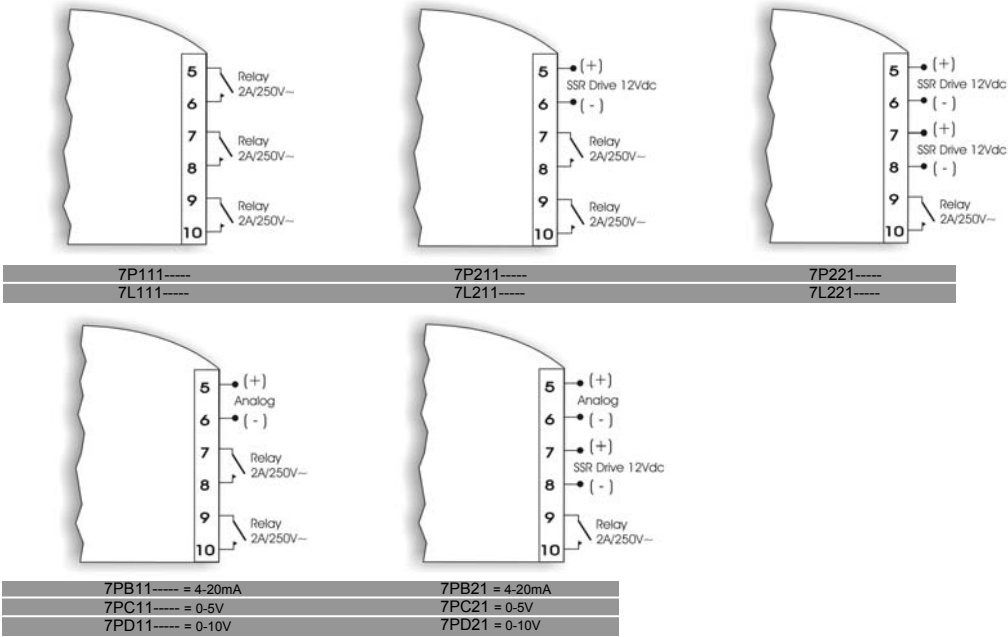 5
Relay
2A/250V~
6
7
Relay
2A/250V~
8
9
Relay
2A/250V~
10
5 (+)
SSR Drive 12Vdc
6 (-)
7
Relay
2A/250V~
8
9
Relay
2A/250V~
10
5 (+)
SSR Drive 12Vdc
6 (-)
7 (+)
SSR Drive 12Vdc
8 (-)
9
Relay
2A/250V~
10
7P111----- 7P211----- 7P221-----
7L111----- 7L211----- 7L221-----
5 (+)
Analog
6 (-)
7
Relay
2A/250V~
8
9
Relay
2A/250V~
10
5 (+)
Analog
6 (-)
7 (+)
SSR Drive 12Vdc
8 (-)
9
Relay
2A/250V~
10
7PB11----- = 4-20mA 7PB21 = 4-20mA
7PC11----- = 0-5V 7PC21 = 0-5V
7PD11----- = 0-10V 7PD21 = 0-10V